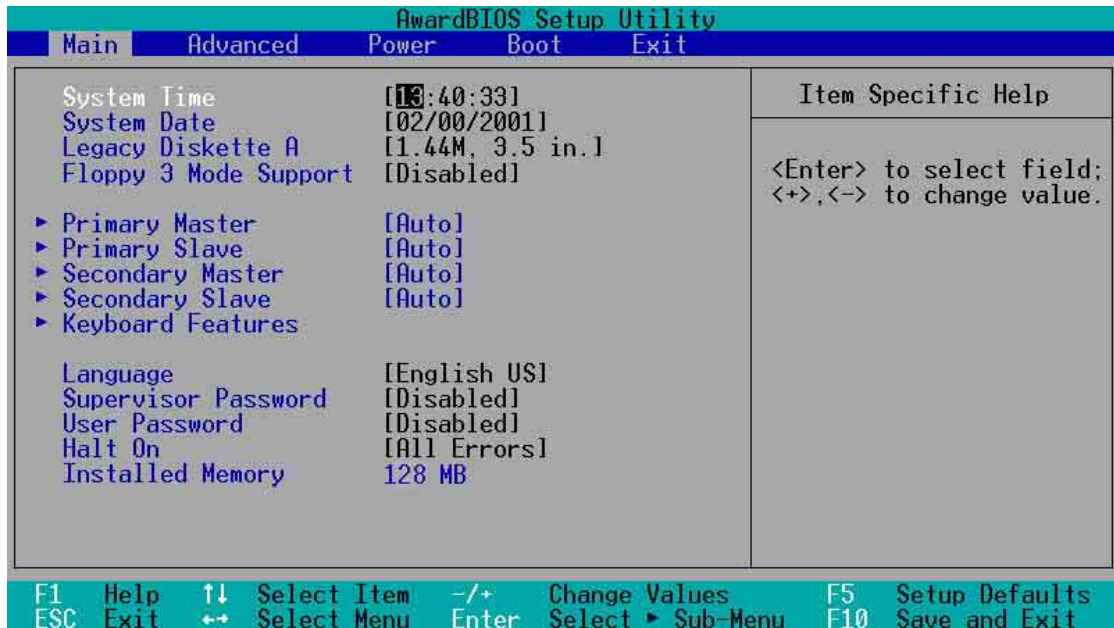 AwardBIOS Setup Utility
Main Advanced Power Boot Exit
System Time [13:40:33]
System Date [02/00/2001]
Legacy Diskette A [1.44M, 3.5 in.]
Floppy 3 Mode Support [Disabled]
▸ Primary Master [Auto]
▸ Primary Slave [Auto]
▸ Secondary Master [Auto]
▸ Secondary Slave [Auto]
▸ Keyboard Features
Language [English US]
Supervisor Password [Disabled]
User Password [Disabled]
Halt On [All Errors]
Installed Memory 128 MB
Item Specific Help
<Enter> to select field;
<+>,<-> to change value.
F1 Help ↑↓ Select Item -/+ Change Values F5 Setup Defaults
ESC Exit ↔ Select Menu Enter Select ▸ Sub-Menu F10 Save and Exit